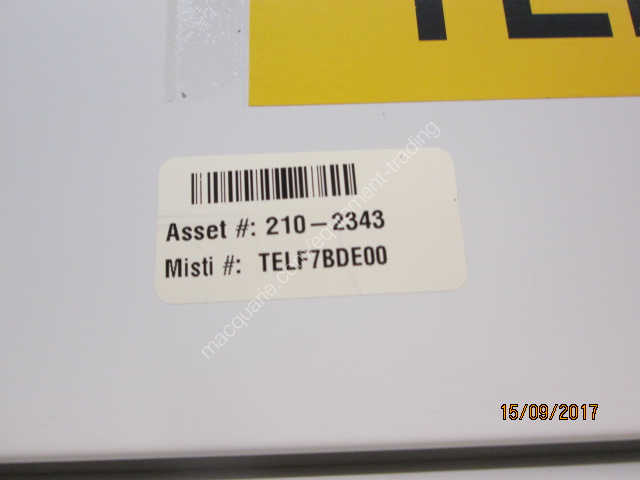 Asset #: 210-2343
Misti #: TELF7BDE00
macquarie.com/equipment-trading
15/09/2017